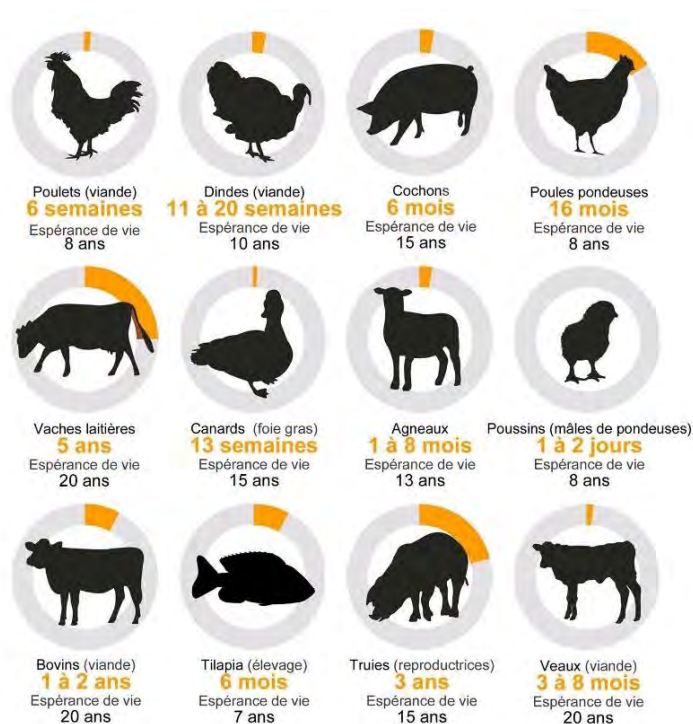 Poulets (viande)
6 semaines
Espérance de vie
8 ans
Dindes (viande)
11 à 20 semaines
Espérance de vie
10 ans
Cochons
6 mois
Espérance de vie
15 ans
Poules pondeuses
16 mois
Espérance de vie
8 ans
Vaches laitières
5 ans
Espérance de vie
20 ans
Canards (foie gras)
13 semaines
Espérance de vie
15 ans
Agneaux
1 à 8 mois
Espérance de vie
13 ans
Poussins (mâles de pondeuses)
1 à 2 jours
Espérance de vie
8 ans
Bovins (viande)
1 à 2 ans
Espérance de vie
20 ans
Tilapia (élevage)
6 mois
Espérance de vie
7 ans
Truies (reproductrices)
3 ans
Espérance de vie
15 ans
Veaux (viande)
3 à 8 mois
Espérance de vie
20 ans